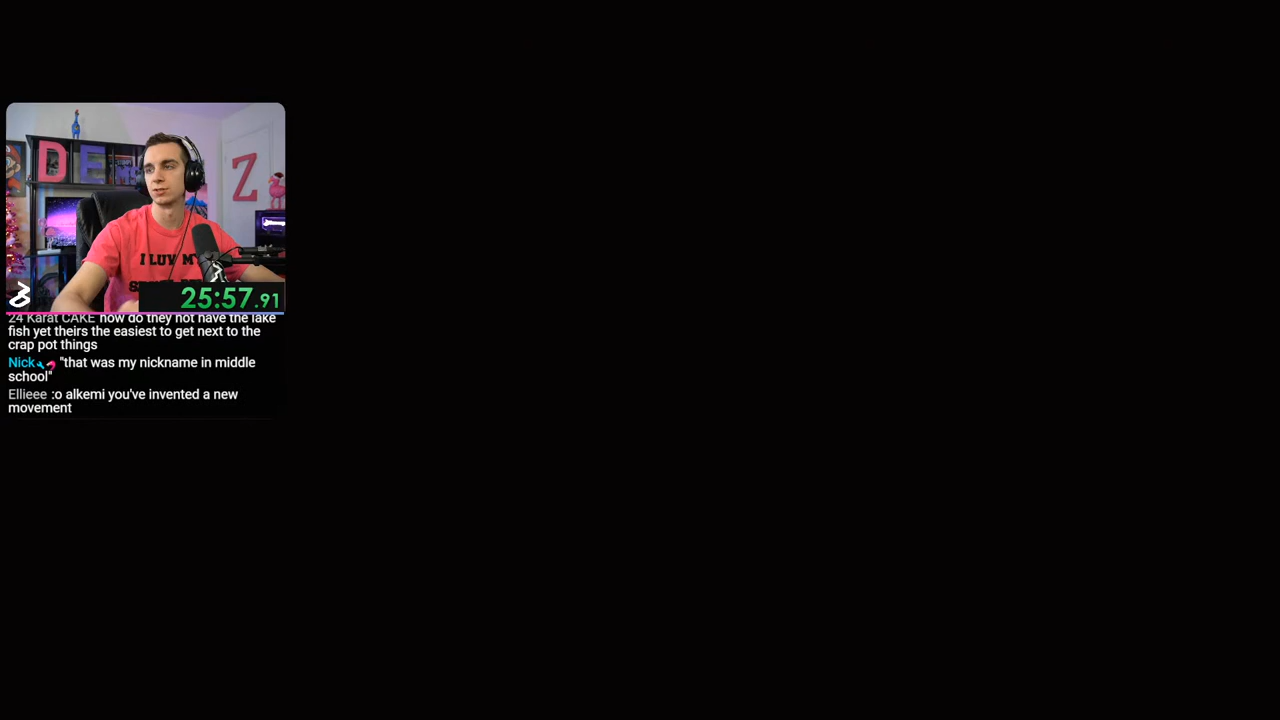 D E
Z
I LUV MY
25:57.91
24 Karat CAKE how do they not have the lake
fish yet theirs the easiest to get next to the
crap pot things
Nick "that was my nickname in middle
school"
Ellieee :o alkemi you've invented a new
movement